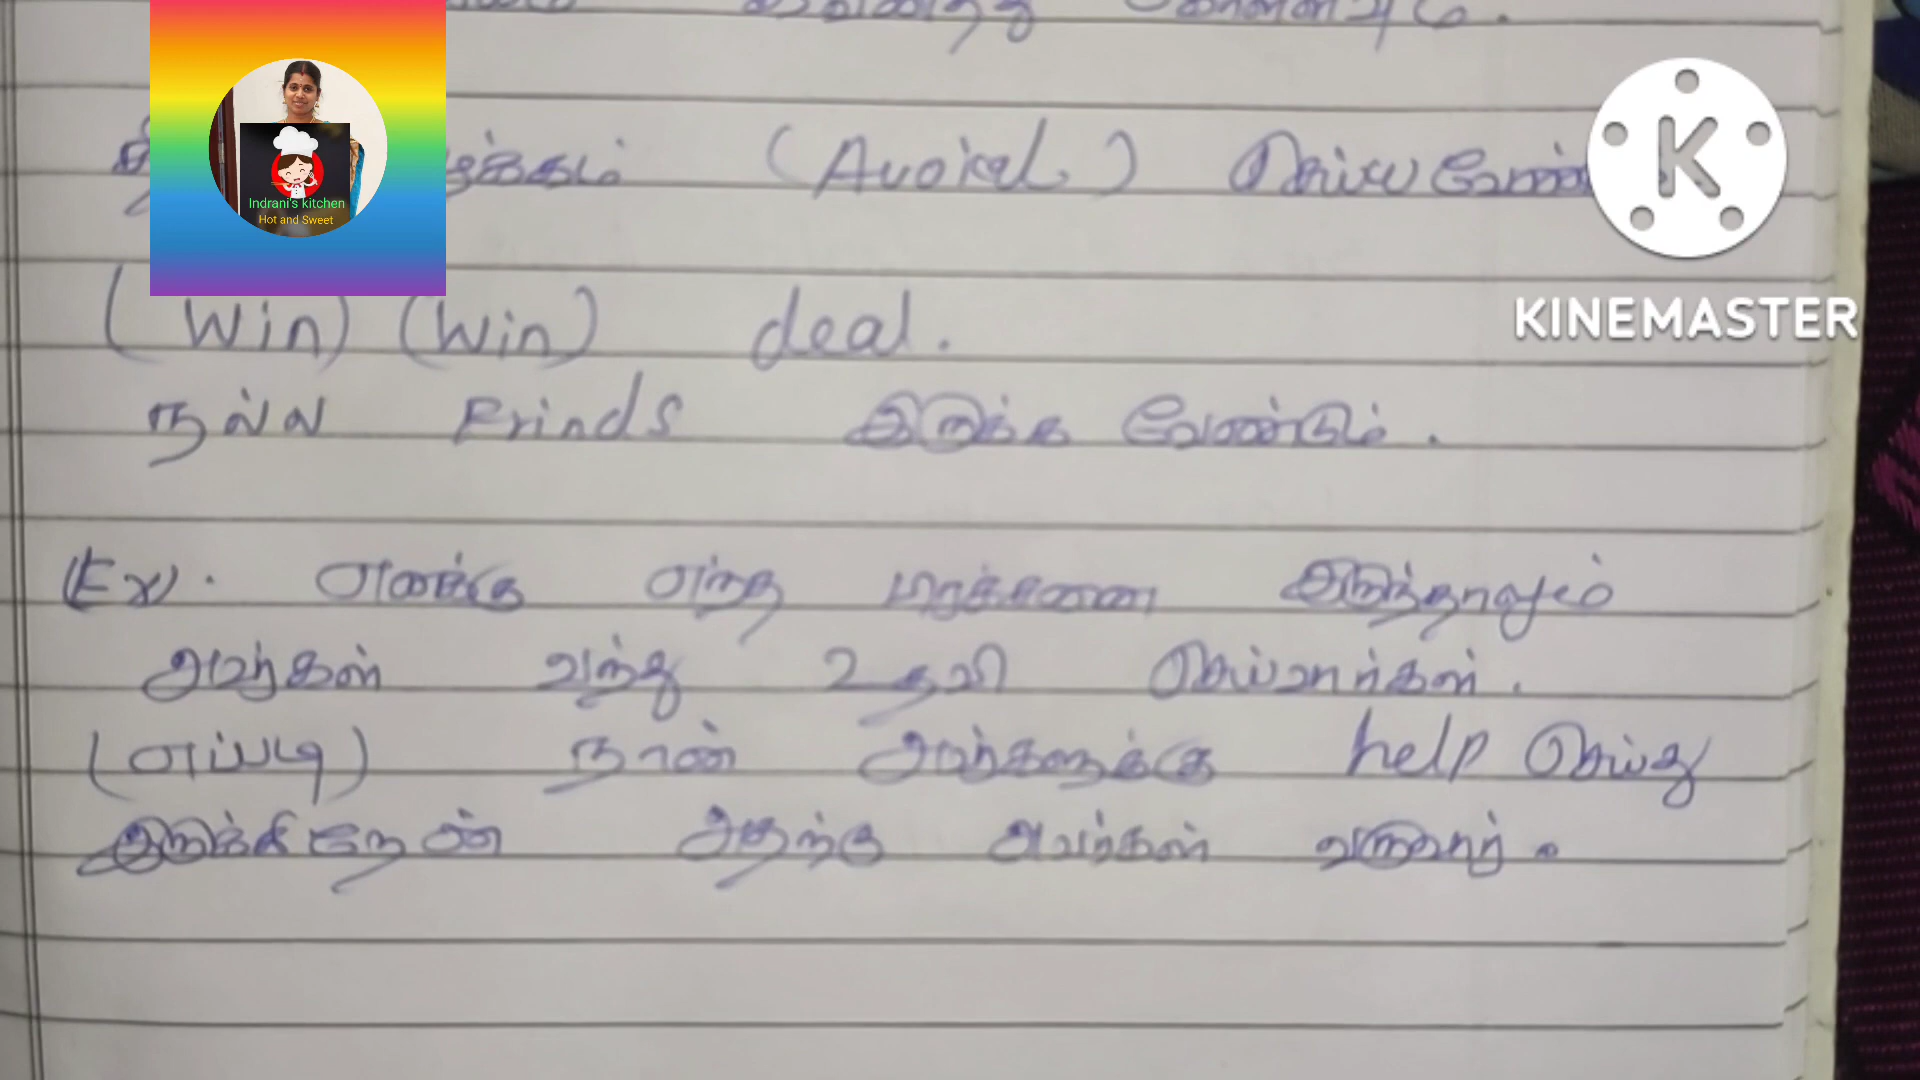 (Avoied) செய்ய வேண்
Indrani's kitchen
Hot and Sweet
(Win) (Win) deal.
KINEMASTER
நல்ல Frinds இருக்க வேண்டும்.
(Ex). எனக்கு எந்த பிரச்சனை இருந்தாலும்
அவர்கள் வந்து உதவி செய்வார்கள்.
(எப்படி) நான் அவர்களுக்கு help செய்து
இருக்கிறேன் அதற்கு அவர்கள் வருவார்.